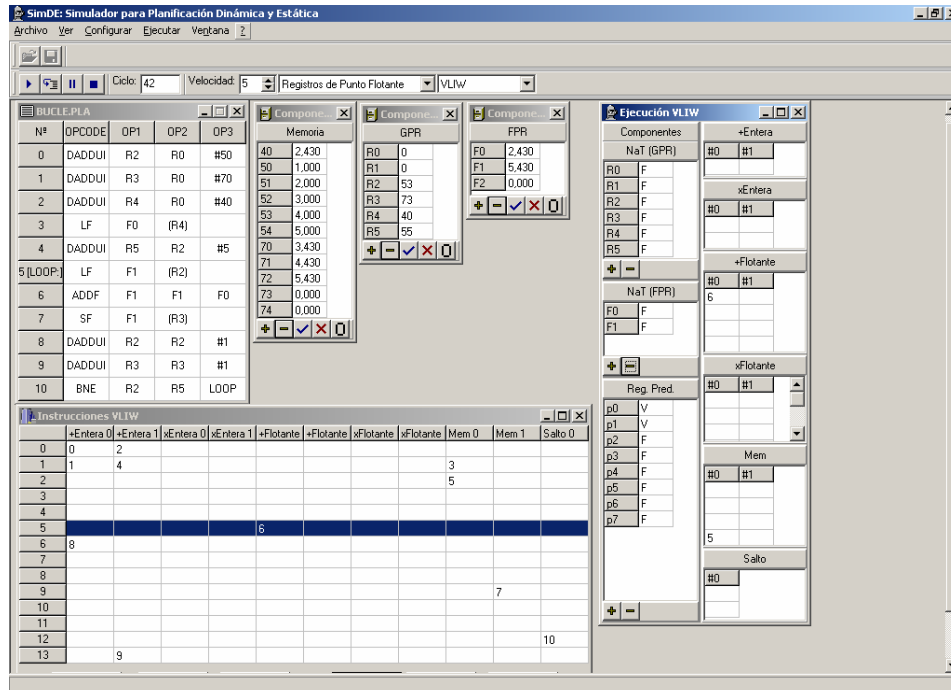 SimDE: Simulador para Planificación Dinámica y Estática
Archivo Ver Configurar Ejecutar Ventana ?
Ciclo: 42 Velocidad: 5 Registros de Punto Flotante VLIW
BUCLE.PLA
Nº OPCODE OP1 OP2 OP3
0 DADDUI R2 R0 #50
1 DADDUI R3 R0 #70
2 DADDUI R4 R0 #40
3 LF F0 (R4)
4 DADDUI R5 R2 #5
5 [LOOP:] LF F1 (R2)
6 ADDF F1 F1 F0
7 SF F1 (R3)
8 DADDUI R2 R2 #1
9 DADDUI R3 R3 #1
10 BNE R2 R5 LOOP
Compone...
Memoria
40 2,430
50 1,000
51 2,000
52 3,000
53 4,000
54 5,000
70 3,430
71 4,430
72 5,430
73 0,000
74 0,000
Compone...
GPR
R0 0
R1 0
R2 53
R3 73
R4 40
R5 55
Compone...
FPR
F0 2,430
F1 5,430
F2 0,000
Ejecución VLIW
Componentes
NaT (GPR)
R0 F
R1 F
R2 F
R3 F
R4 F
R5 F
NaT (FPR)
F0 F
F1 F
Reg. Pred.
p0 V
p1 V
p2 F
p3 F
p4 F
p5 F
p6 F
p7 F
+Entera
#0 #1
xEntera
#0 #1
+Flotante
#0 #1
6
xFlotante
#0 #1
Mem
#0 #1
5
Salto
#0
Instrucciones VLIW
+Entera 0 +Entera 1 xEntera 0 xEntera 1 +Flotante +Flotante xFlotante xFlotante Mem 0 Mem 1 Salto 0
0 0 2
1 1 4 3
2 5
3
4
5 6
6 8
7
8
9 7
10
11
12 10
13 9